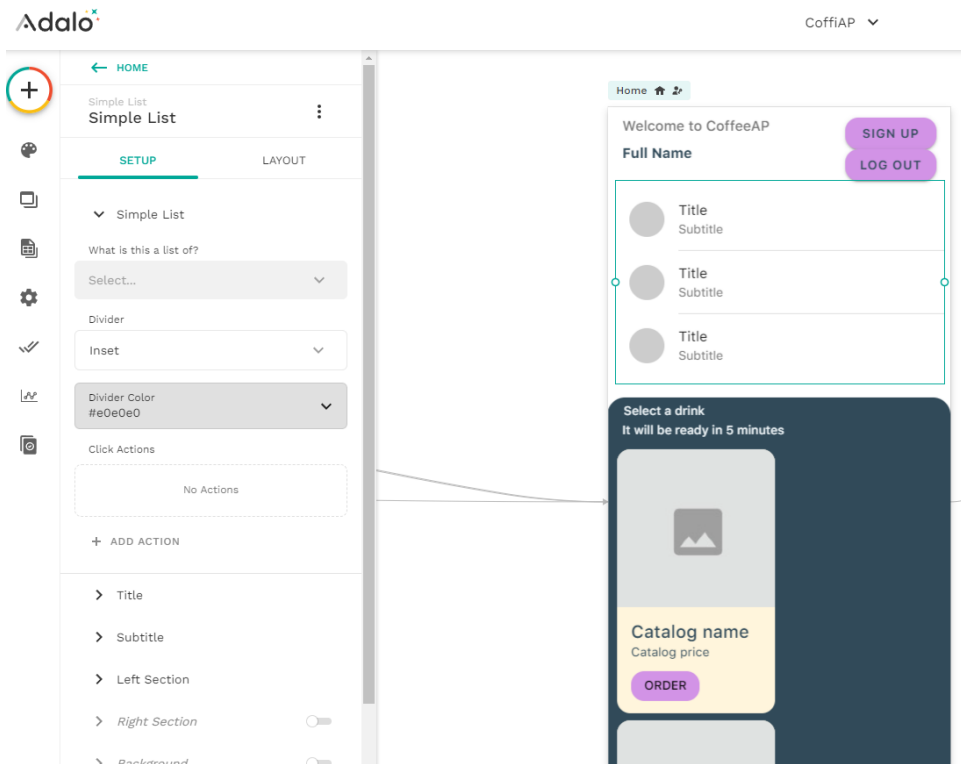 Adalo
CoffiAP
HOME
Simple List
Simple List
SETUP
LAYOUT
Simple List
What is this a list of?
Select...
Divider
Inset
Divider Color
#e0e0e0
Click Actions
No Actions
+ ADD ACTION
Title
Subtitle
Left Section
Right Section
Background
Home
Welcome to CoffeeAP
SIGN UP
Full Name
LOG OUT
Title
Subtitle
Title
Subtitle
Title
Subtitle
Select a drink
It will be ready in 5 minutes
Catalog name
Catalog price
ORDER